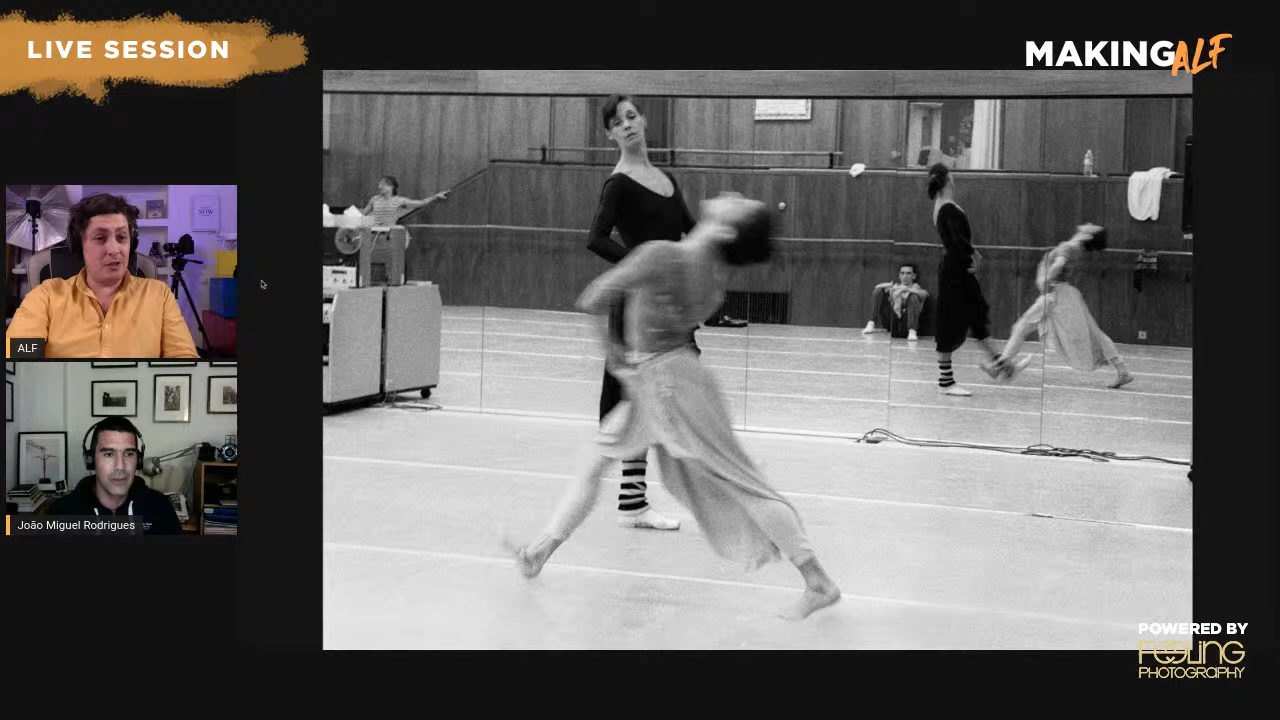 LIVE SESSION
MAKINGALF
ALF
João Miguel Rodrigues
POWERED BY
FEELING
PHOTOGRAPHY